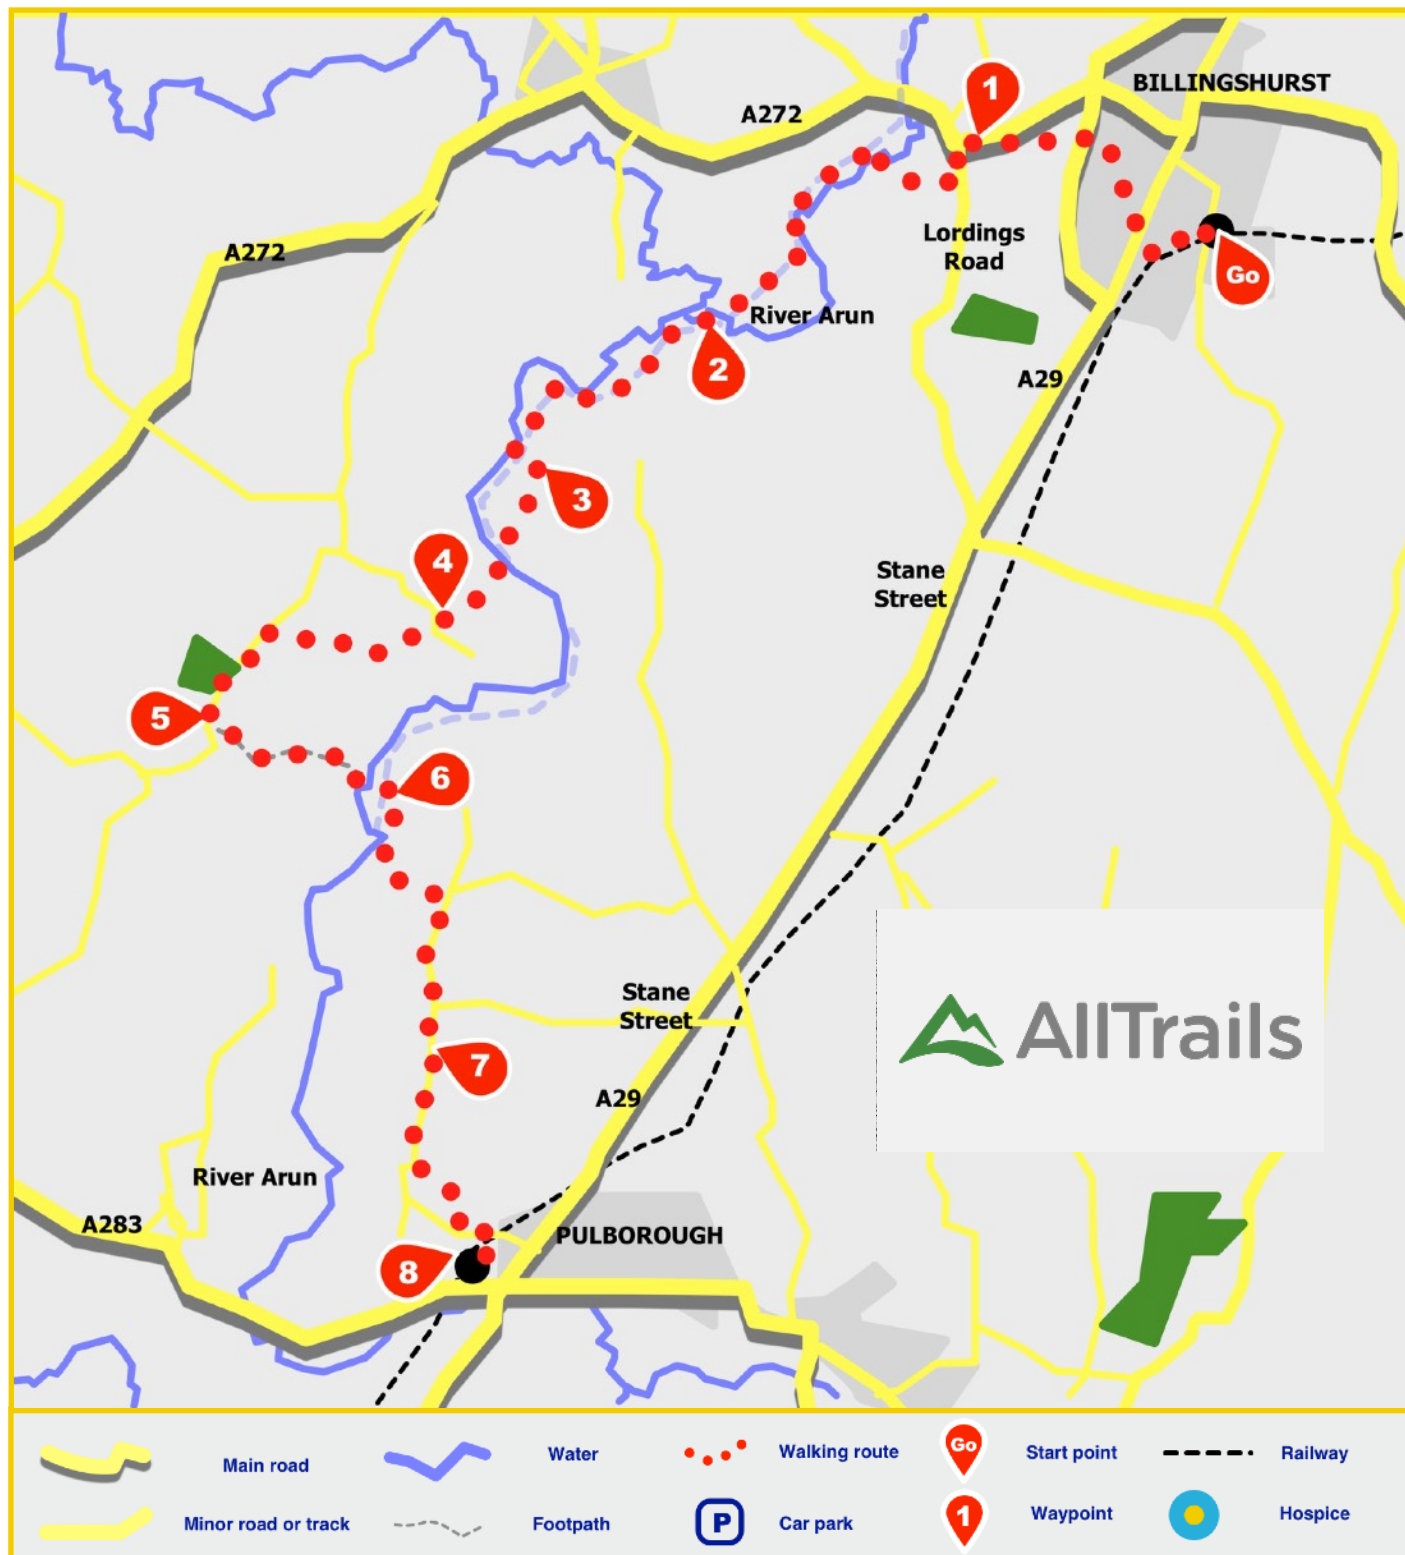 BILLINGSHURST
1
A272
Go
Lordings
Road
A272
River Arun
2
A29
3
4
Stane
Street
5
6
Stane
Street
AllTrails
7
A29
River Arun
A283
PULBOROUGH
8
Main road
Water
Walking route
Go
Start point
Railway
Minor road or track
Footpath
P
Car park
1
Waypoint
Hospice